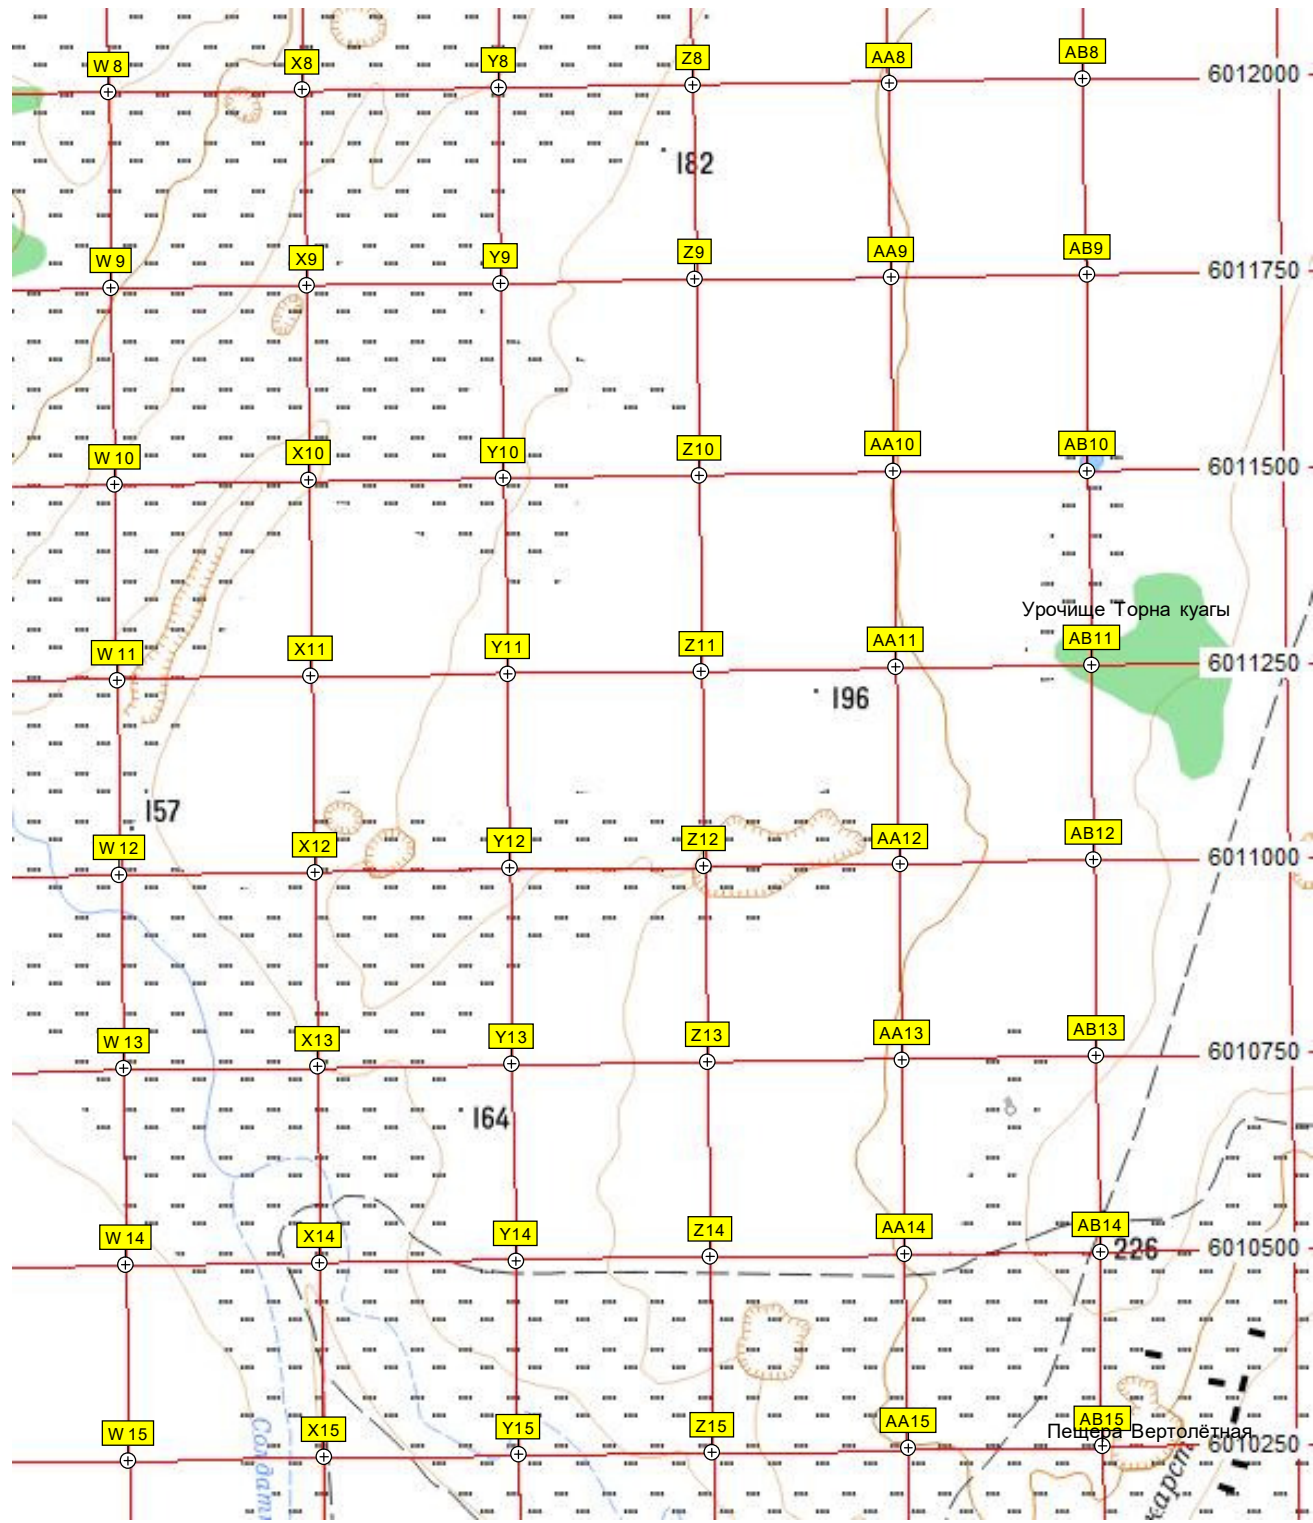 W 8 X8 Y8 Z8 AA8 AB8 6012000
182
W 9 X9 Y9 Z9 AA9 AB9 6011750
W 10 X10 Y10 Z10 AA10 AB10 6011500
Урочище Торна куагы
W 11 X11 Y11 Z11 AA11 AB11 6011250
196
157
W 12 X12 Y12 Z12 AA12 AB12 6011000
W 13 X13 Y13 Z13 AA13 AB13 6010750
164
W 14 X14 Y14 Z14 AA14 AB14 6010500
226
W 15 X15 Y15 Z15 AA15 AB15 6010250
Пещера Вертолётная
карст